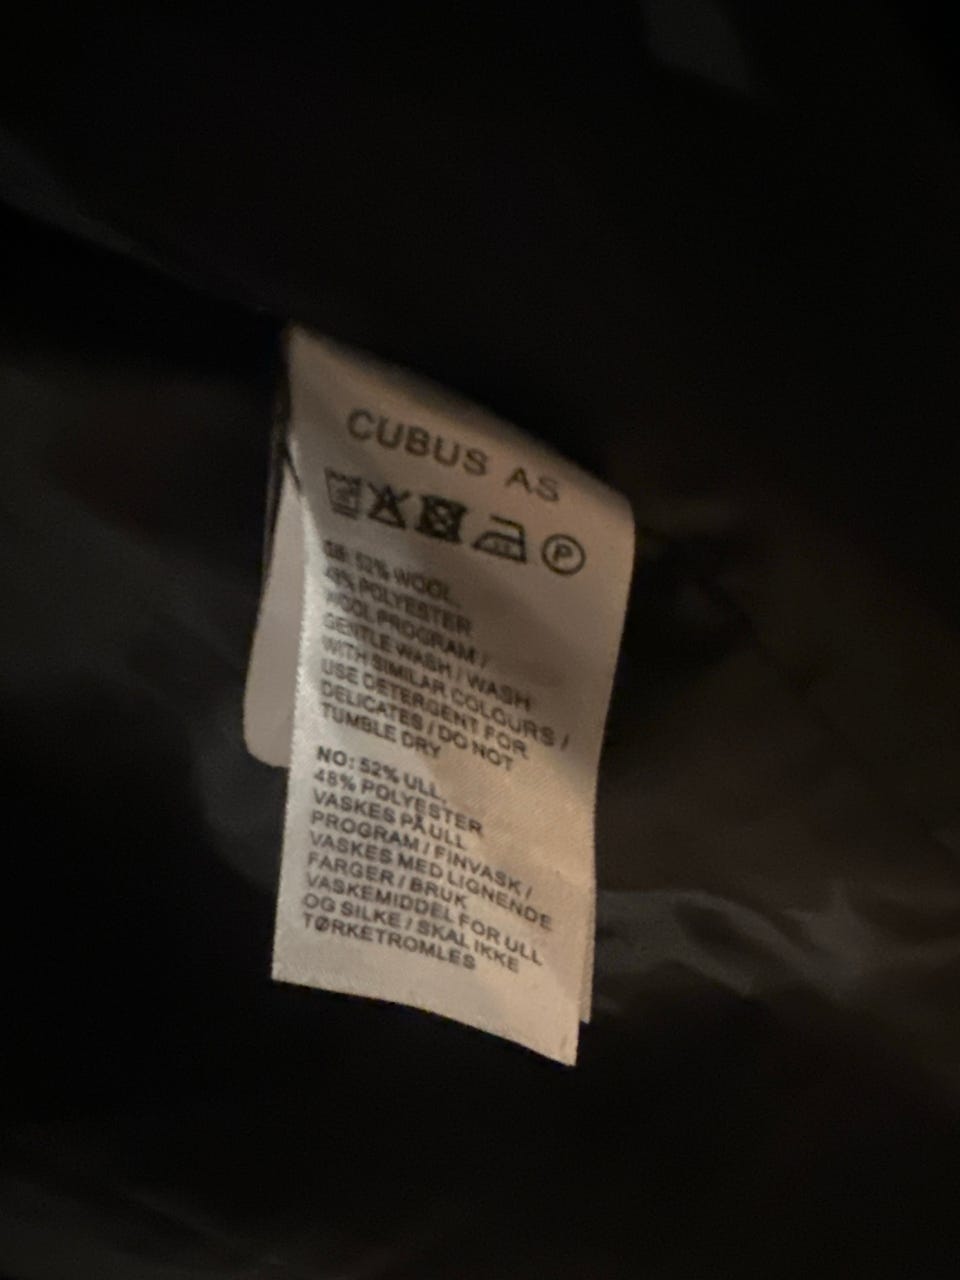 CUBUS AS
P
GB: 52% WOOL,
48% POLYESTER
WOOL PROGRAM /
GENTLE WASH / WASH
WITH SIMILAR COLOURS /
USE DETERGENT FOR
DELICATES / DO NOT
TUMBLE DRY
NO: 52% ULL,
48% POLYESTER
VASKES PÅ ULL
PROGRAM / FINVASK /
VASKES MED LIGNENDE
FARGER / BRUK
VASKEMIDDEL FOR ULL
OG SILKE / SKAL IKKE
TØRKETROMLES